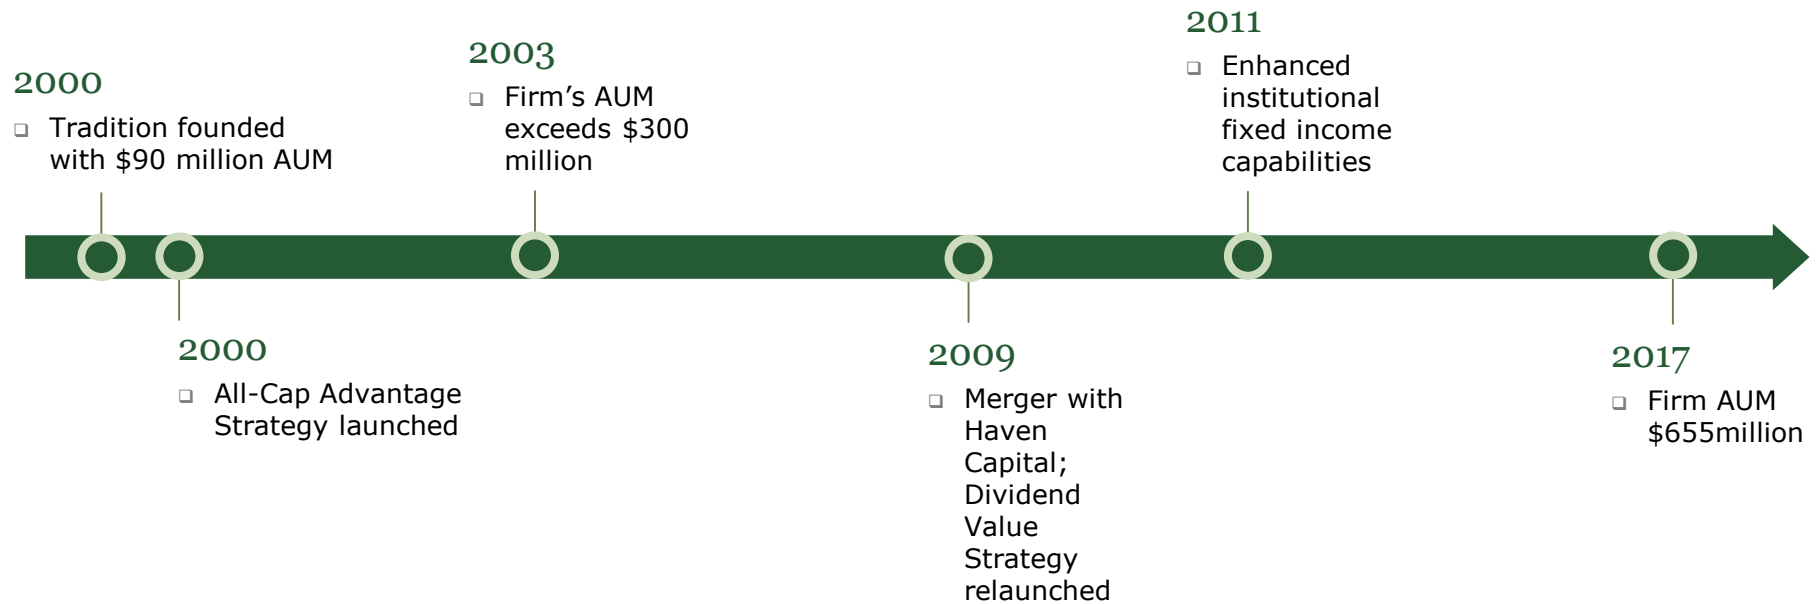 2000
❑ Tradition founded
with $90 million AUM
2000
❑ All-Cap Advantage
Strategy launched
2003
❑ Firm’s AUM
exceeds $300
million
2009
❑ Merger with
Haven
Capital;
Dividend
Value
Strategy
relaunched
2011
❑ Enhanced
institutional
fixed income
capabilities
2017
❑ Firm AUM
$655million